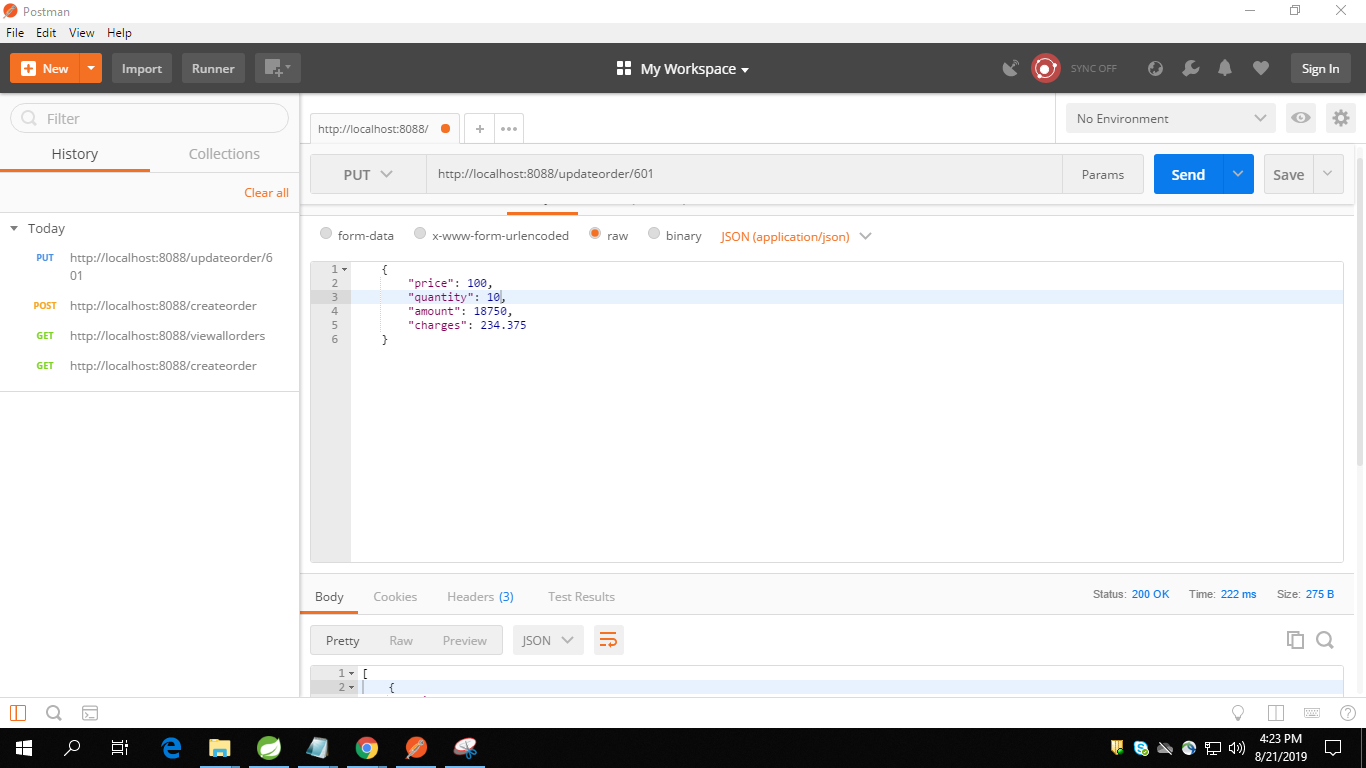 Postman
File Edit View Help
New Import Runner My Workspace SYNC OFF Sign In
Filter
History Collections
Clear all
Today
PUT http://localhost:8088/updateorder/6
01
POST http://localhost:8088/createorder
GET http://localhost:8088/viewallorders
GET http://localhost:8088/createorder
http://localhost:8088/ + ••• No Environment
PUT http://localhost:8088/updateorder/601 Params Send Save
form-data x-www-form-urlencoded raw binary JSON (application/json)
1 {
2 "price": 100,
3 "quantity": 10,
4 "amount": 18750,
5 "charges": 234.375
6 }
Body Cookies Headers (3) Test Results Status: 200 OK Time: 222 ms Size: 275 B
Pretty Raw Preview JSON
1 [
2 {
4:23 PM
8/21/2019